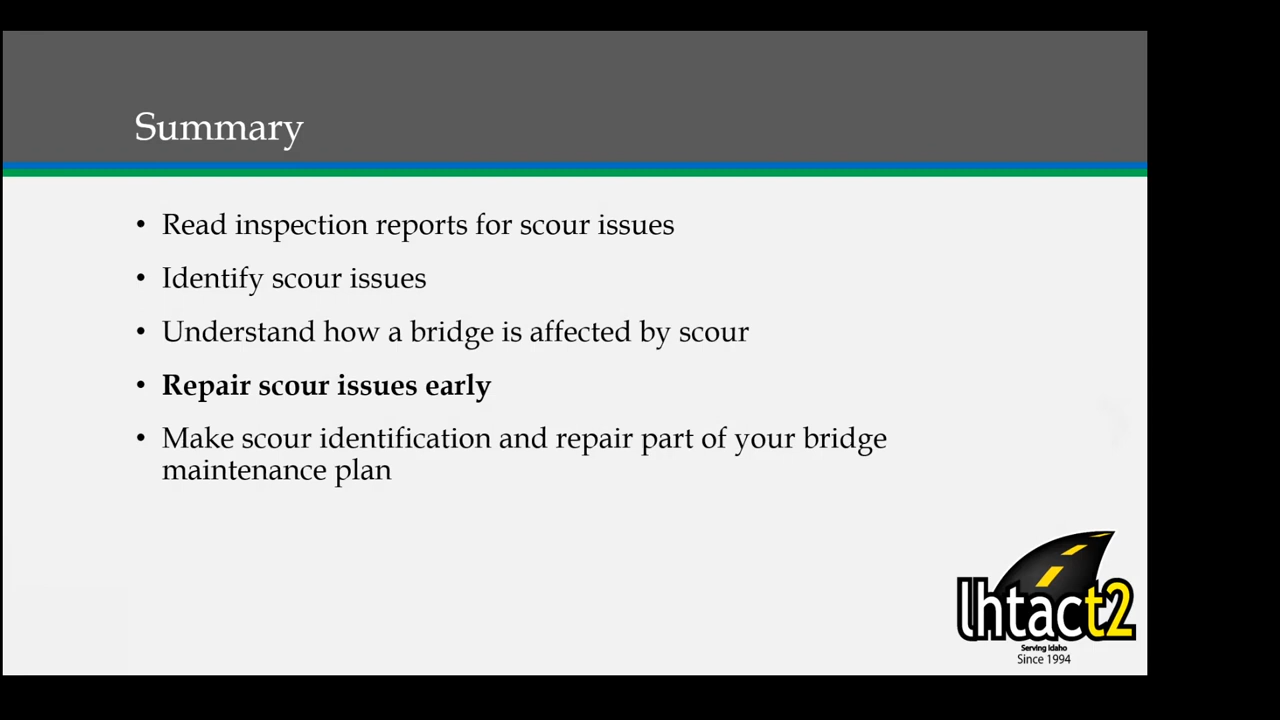 Summary
• Read inspection reports for scour issues
• Identify scour issues
• Understand how a bridge is affected by scour
• Repair scour issues early
• Make scour identification and repair part of your bridge
maintenance plan
lhtact2
Serving Idaho
Since 1994